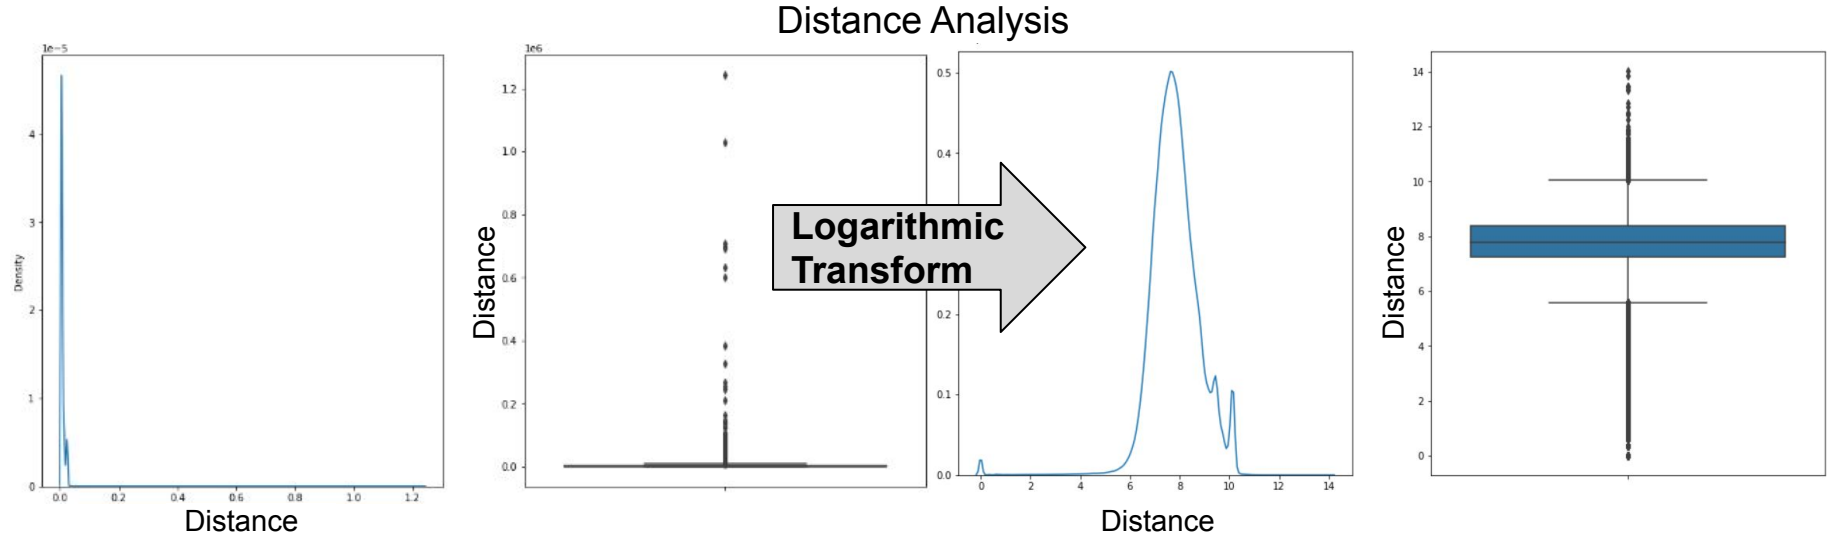 Distance Analysis
1e−5
4
3
2
1
0
Density
0.0 0.2 0.4 0.6 0.8 1.0 1.2
Distance
1e6
1.2
1.0
0.8
0.6
0.4
0.2
0.0
Distance
Logarithmic
Transform
0.5
0.4
0.2
0.1
0.0
0 2 4 6 8 10 12 14
Distance
14
12
10
8
6
4
2
0
Distance